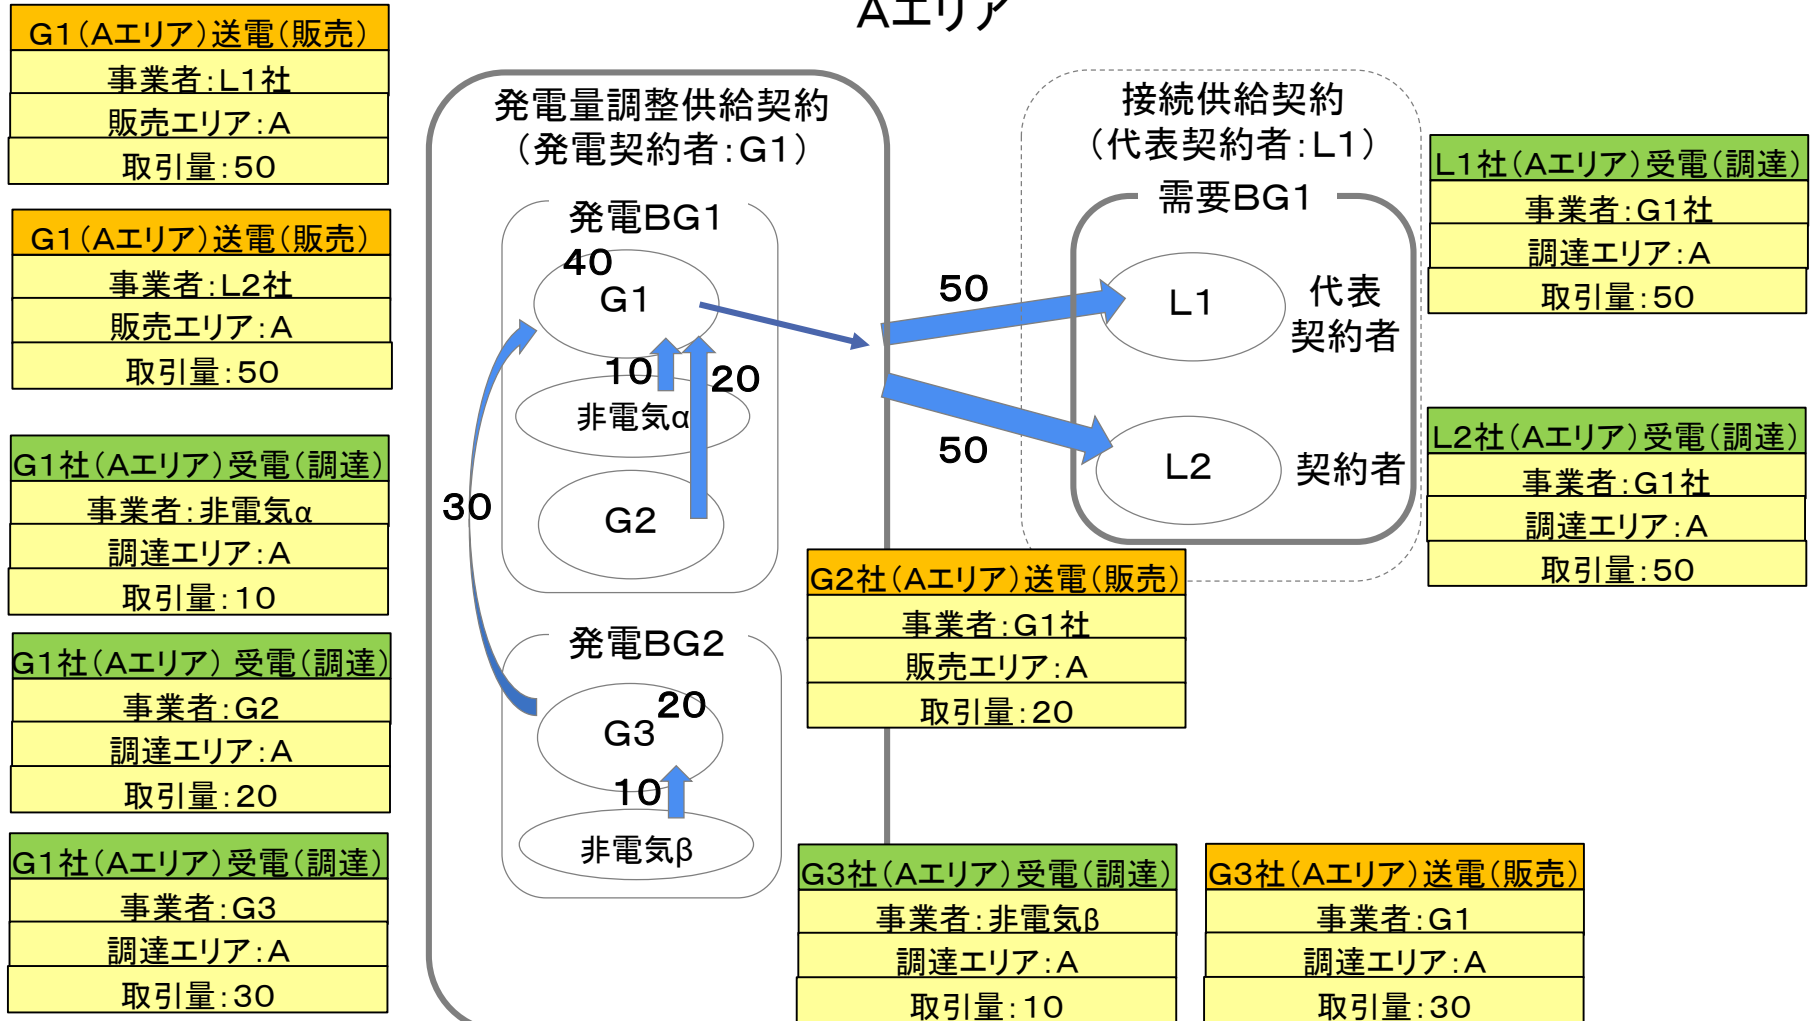 Aエリア
G1(Aエリア)送電(販売)
事業者:L1社
販売エリア:A
取引量:50
G1(Aエリア)送電(販売)
事業者:L2社
販売エリア:A
取引量:50
G1社(Aエリア)受電(調達)
事業者:非電気α
調達エリア:A
取引量:10
G1社(Aエリア) 受電(調達)
事業者:G2
調達エリア:A
取引量:20
G1社(Aエリア)受電(調達)
事業者:G3
調達エリア:A
取引量:30
発電量調整供給契約
(発電契約者:G1)
発電BG1
40
G1
10
20
非電気α
G2
30
発電BG2
20
G3
10
非電気β
50
50
接続供給契約
(代表契約者:L1)
需要BG1
L1
代表
契約者
L2
契約者
L1社(Aエリア)受電(調達)
事業者:G1社
調達エリア:A
取引量:50
L2社(Aエリア)受電(調達)
事業者:G1社
調達エリア:A
取引量:50
G2社(Aエリア)送電(販売)
事業者:G1社
販売エリア:A
取引量:20
G3社(Aエリア)受電(調達)
事業者:非電気β
調達エリア:A
取引量:10
G3社(Aエリア)送電(販売)
事業者:G1
調達エリア:A
取引量:30